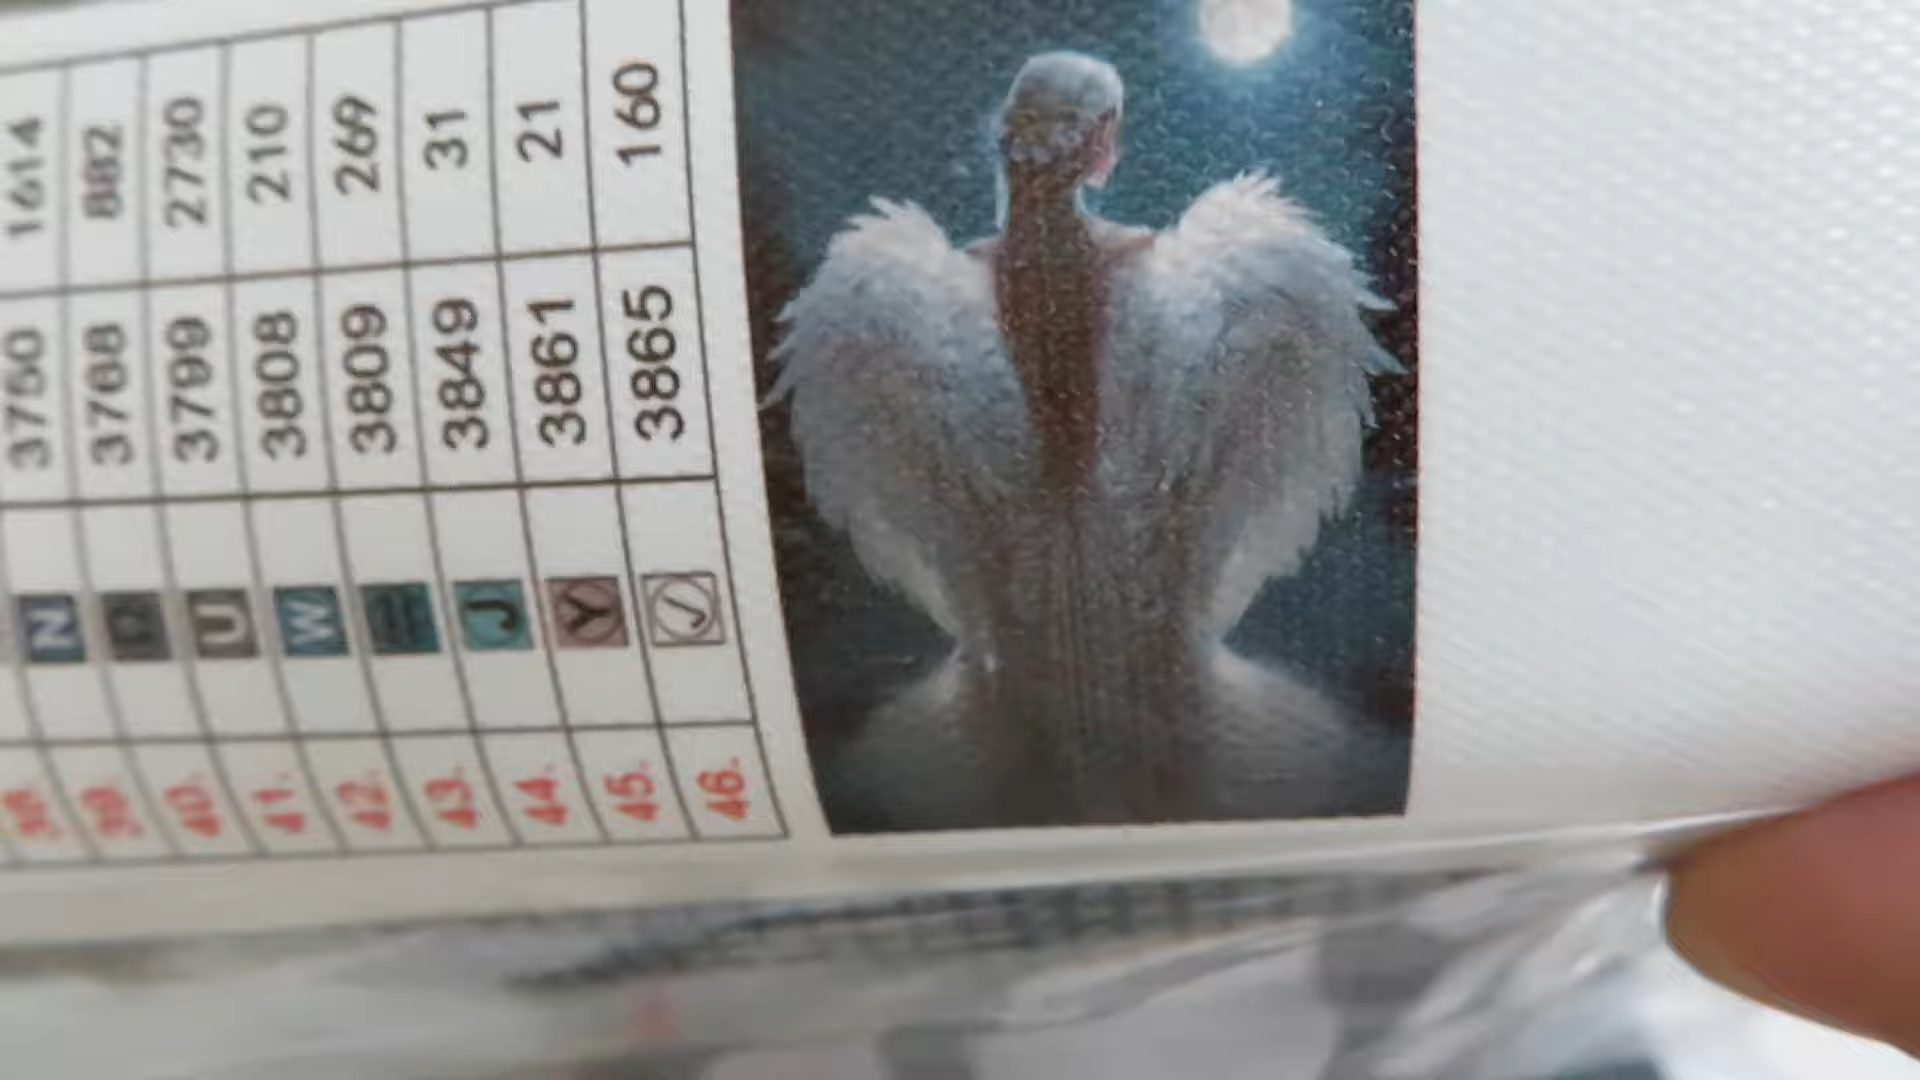 38.
39. N 3750 1614
40. 3768 882
41. U 3799 2730
42. W 3808 210
43. 3809 269
44. J 3849 31
45. Y 3861 21
46. J 3865 160